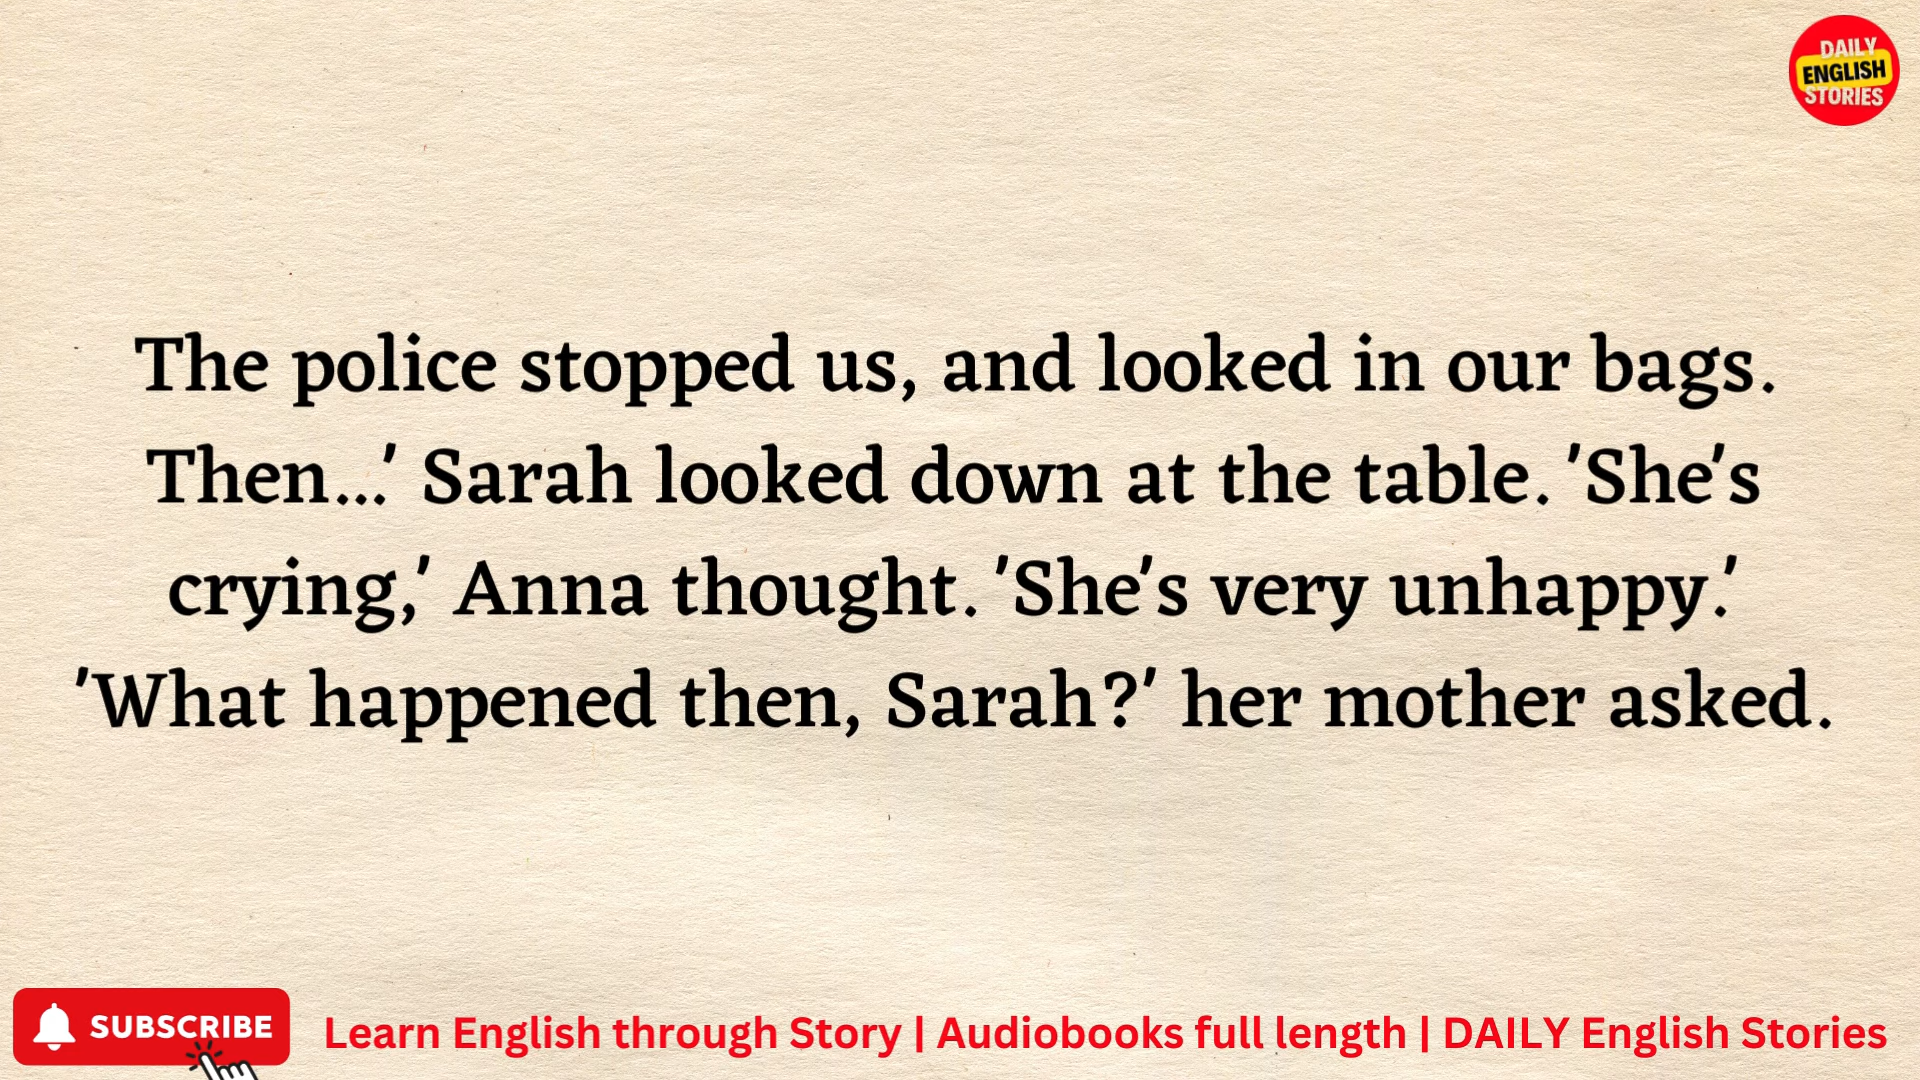 DAILY
ENGLISH
STORIES
The police stopped us, and looked in our bags.
Then...' Sarah looked down at the table. 'She's
crying,' Anna thought. 'She's very unhappy.'
'What happened then, Sarah?' her mother asked.
SUBSCRIBE
Learn English through Story | Audiobooks full length | DAILY English Stories